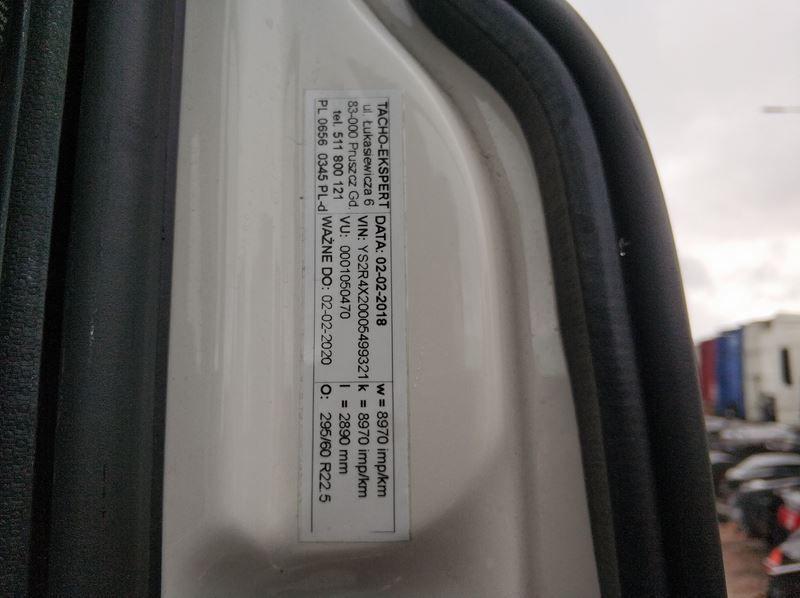 TACHO-EKSPERT
ul. Łukasiewicza 6
83-000 Pruszcz Gd.
tel. 511 800 121
PL 0656 0345 PL-d
DATA: 02-02-2018
VIN: YS2R4X20005499321
VU: 0001050470
WAŻNE DO: 02-02-2020
w = 8970 imp/km
k = 8970 imp/km
l = 2890 mm
O: 295/60 R22.5